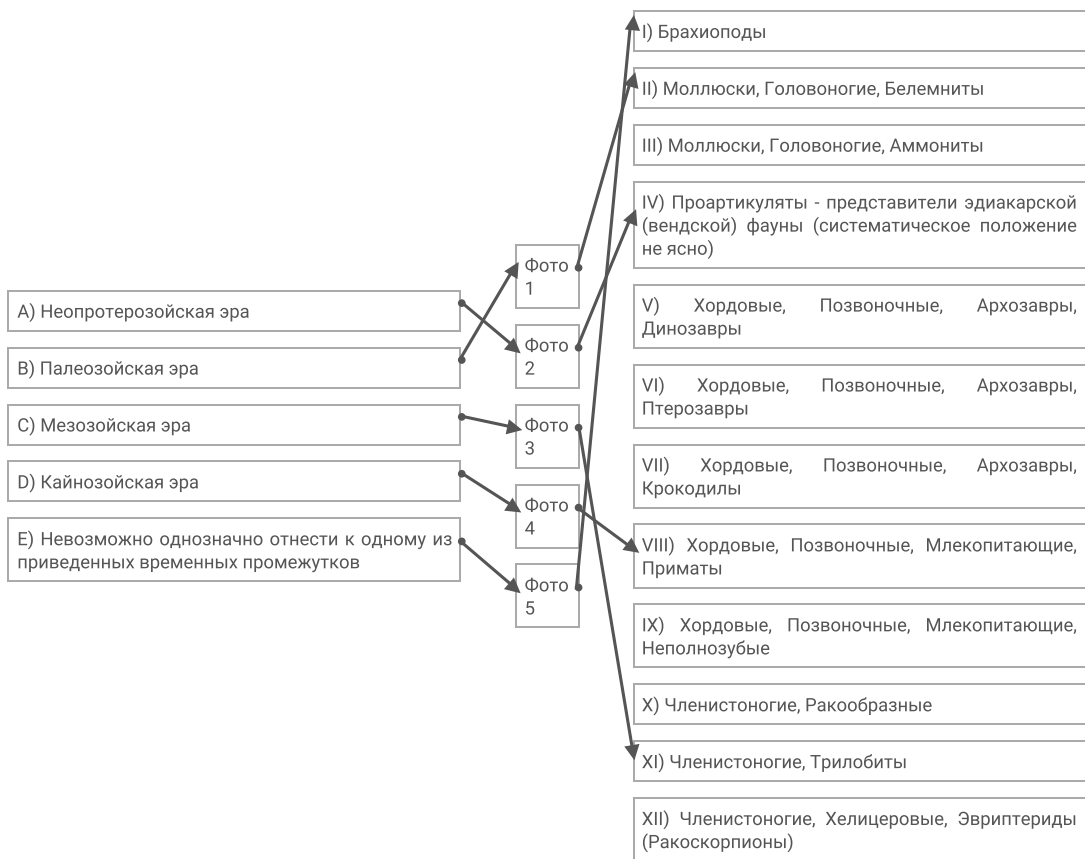 A) Неопротерозойская эра
B) Палеозойская эра
C) Мезозойская эра
D) Кайнозойская эра
E) Невозможно однозначно отнести к одному из
приведенных временных промежутков
Фото
1
Фото
2
Фото
3
Фото
4
Фото
5
I) Брахиоподы
II) Моллюски, Головоногие, Белемниты
III) Моллюски, Головоногие, Аммониты
IV) Проартикуляты - представители эдиакарской
(вендской) фауны (систематическое положение
не ясно)
V) Хордовые, Позвоночные, Архозавры,
Динозавры
VI) Хордовые, Позвоночные, Архозавры,
Птерозавры
VII) Хордовые, Позвоночные, Архозавры,
Крокодилы
VIII) Хордовые, Позвоночные, Млекопитающие,
Приматы
IX) Хордовые, Позвоночные, Млекопитающие,
Неполнозубые
X) Членистоногие, Ракообразные
XI) Членистоногие, Трилобиты
XII) Членистоногие, Хелицеровые, Эвриптериды
(Ракоскорпионы)